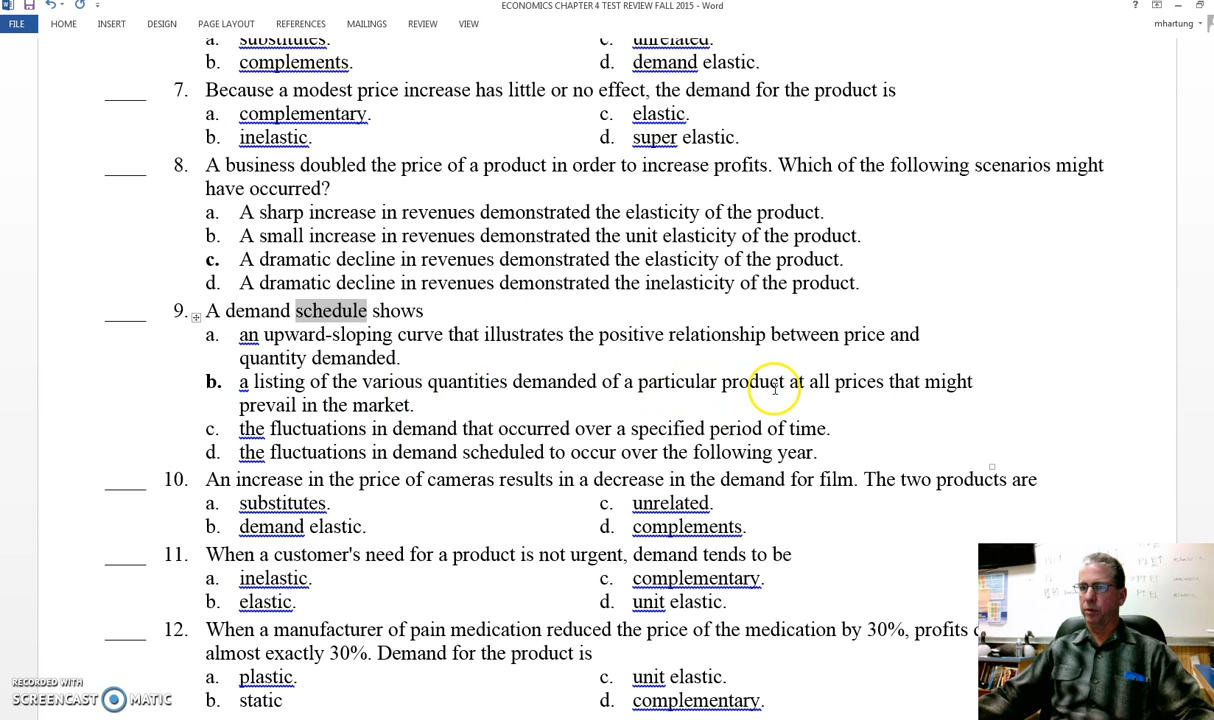 ECONOMICS CHAPTER 4 TEST REVIEW FALL 2015 - Word
FILE HOME INSERT DESIGN PAGE LAYOUT REFERENCES MAILINGS REVIEW VIEW mhartung
a. substitutes. c. unrelated.
b. complements. d. demand elastic.
____ 7. Because a modest price increase has little or no effect, the demand for the product is
a. complementary. c. elastic.
b. inelastic. d. super elastic.
____ 8. A business doubled the price of a product in order to increase profits. Which of the following scenarios might
have occurred?
a. A sharp increase in revenues demonstrated the elasticity of the product.
b. A small increase in revenues demonstrated the unit elasticity of the product.
c. A dramatic decline in revenues demonstrated the elasticity of the product.
d. A dramatic decline in revenues demonstrated the inelasticity of the product.
____ 9. A demand schedule shows
a. an upward-sloping curve that illustrates the positive relationship between price and
quantity demanded.
b. a listing of the various quantities demanded of a particular product at all prices that might
prevail in the market.
c. the fluctuations in demand that occurred over a specified period of time.
d. the fluctuations in demand scheduled to occur over the following year.
____ 10. An increase in the price of cameras results in a decrease in the demand for film. The two products are
a. substitutes. c. unrelated.
b. demand elastic. d. complements.
____ 11. When a customer's need for a product is not urgent, demand tends to be
a. inelastic. c. complementary.
b. elastic. d. unit elastic.
____ 12. When a manufacturer of pain medication reduced the price of the medication by 30%, profits
almost exactly 30%. Demand for the product is
a. plastic. c. unit elastic.
b. static d. complementary.
RECORDED WITH
SCREENCAST MATIC